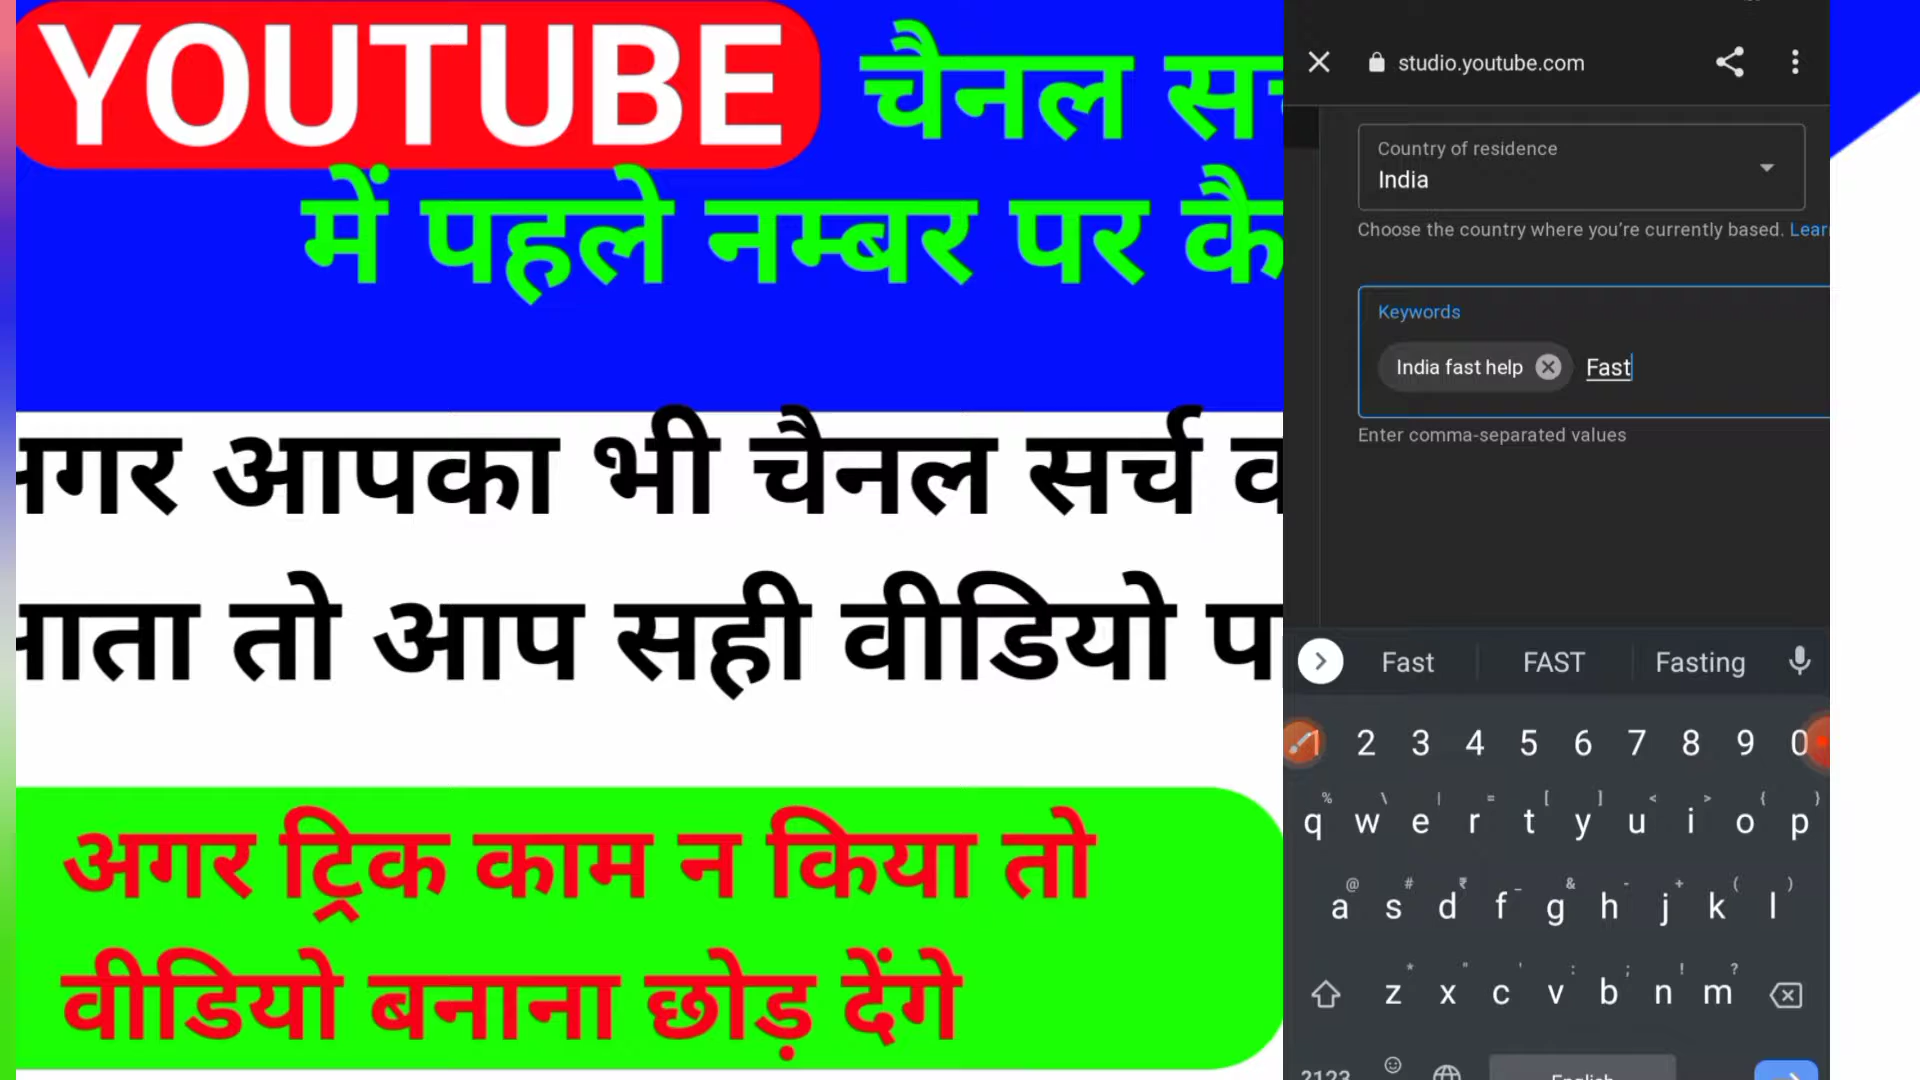 YOUTUBE चैनल
में पहले नम्बर पर
आपका भी चैनल सर्च
तो आप सही वीडियो
अगर ट्रिक काम न किया तो
वीडियो बनाना छोड़ देंगे
studio.youtube.com
Country of residence
India
Choose the country where you’re currently based.
Keywords
India fast help Fast
Enter comma-separated values
Fast FAST Fasting
2 3 4 5 6 7 8 9 0
% \ | = [ ] < > { }
q w e r t y u i o p
@ # ₹ _ & - + ( )
a s d f g h j k l
* " ' : ; ! ?
z x c v b n m